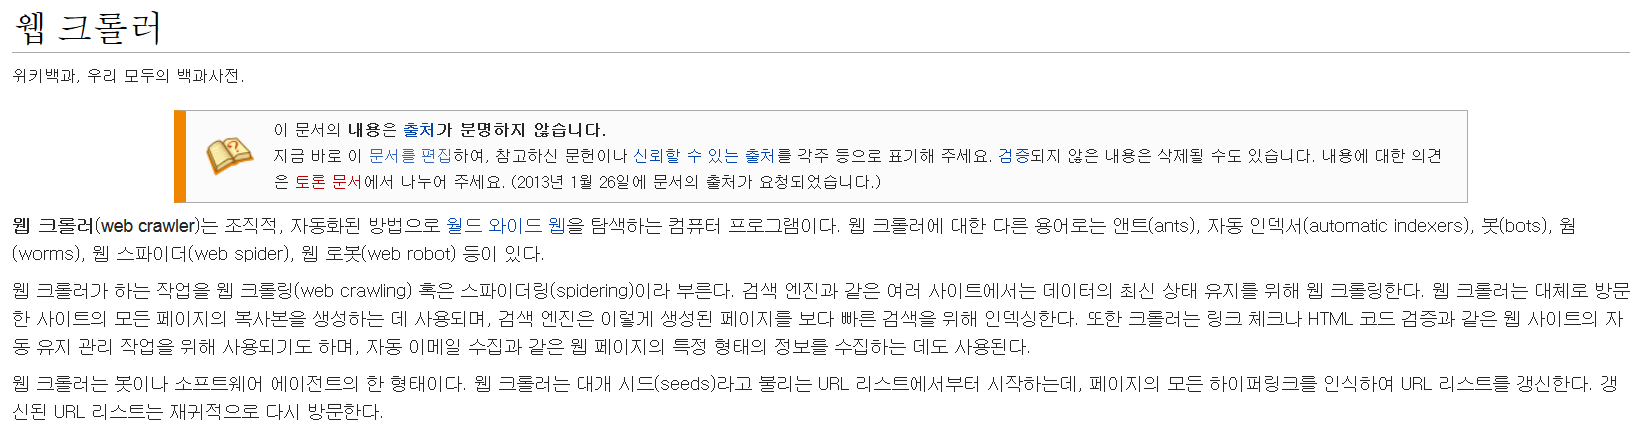 웹 크롤러
위키백과, 우리 모두의 백과사전.
이 문서의 내용은 출처가 분명하지 않습니다.
지금 바로 이 문서를 편집하여, 참고하신 문헌이나 신뢰할 수 있는 출처를 각주 등으로 표기해 주세요. 검증되지 않은 내용은 삭제될 수도 있습니다. 내용에 대한 의견
은 토론 문서에서 나누어 주세요. (2013년 1월 26일에 문서의 출처가 요청되었습니다.)
웹 크롤러(web crawler)는 조직적, 자동화된 방법으로 월드 와이드 웹을 탐색하는 컴퓨터 프로그램이다. 웹 크롤러에 대한 다른 용어로는 앤트(ants), 자동 인덱서(automatic indexers), 봇(bots), 웜
(worms), 웹 스파이더(web spider), 웹 로봇(web robot) 등이 있다.
웹 크롤러가 하는 작업을 웹 크롤링(web crawling) 혹은 스파이더링(spidering)이라 부른다. 검색 엔진과 같은 여러 사이트에서는 데이터의 최신 상태 유지를 위해 웹 크롤링한다. 웹 크롤러는 대체로 방문
한 사이트의 모든 페이지의 복사본을 생성하는 데 사용되며, 검색 엔진은 이렇게 생성된 페이지를 보다 빠른 검색을 위해 인덱싱한다. 또한 크롤러는 링크 체크나 HTML 코드 검증과 같은 웹 사이트의 자
동 유지 관리 작업을 위해 사용되기도 하며, 자동 이메일 수집과 같은 웹 페이지의 특정 형태의 정보를 수집하는 데도 사용된다.
웹 크롤러는 봇이나 소프트웨어 에이전트의 한 형태이다. 웹 크롤러는 대개 시드(seeds)라고 불리는 URL 리스트에서부터 시작하는데, 페이지의 모든 하이퍼링크를 인식하여 URL 리스트를 갱신한다. 갱
신된 URL 리스트는 재귀적으로 다시 방문한다.